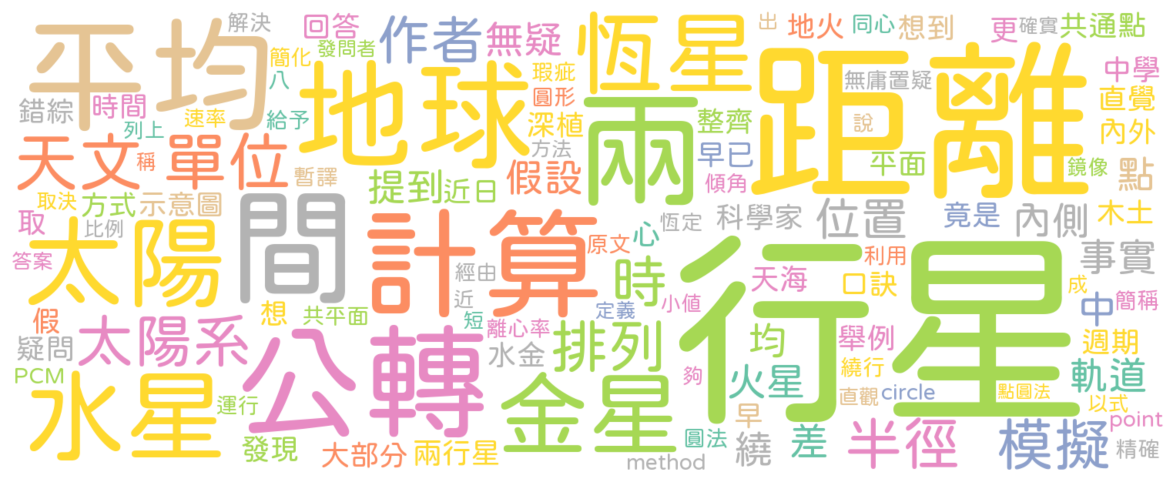 平均
解決
回答
發問者
作者
無疑
恆星
出
地火
同心
想到
更
確實
共通點
簡化
八
地球
瑕疵
圓形
兩
距離
無庸置疑
中學
直覺
內外
錯綜
時間
列上
速率
給予
深植
方法
整齊
早已
傾角
說
平面
鏡像
點
天文
稱
單位
暫譯
提到
近日
假設
取決
方式
示意圖
取
比例
太陽
間
計算
原文
心
恆定
科學家
位置
竟是
內側
木土
答案
經由
近
時
天海
利用
口訣
事實
成
假
想
共平面
短
離心率
定義
小值
行星
中
簡稱
疑問
太陽系
公轉
水金
排列
均
舉例
週期
PCM
水星
運行
金星
火星
夠
繞行
直觀
circle
點圓法
軌道
以式
point
發現
大部分
兩行星
圓法
method
早
繞
差
半徑
模擬
精確